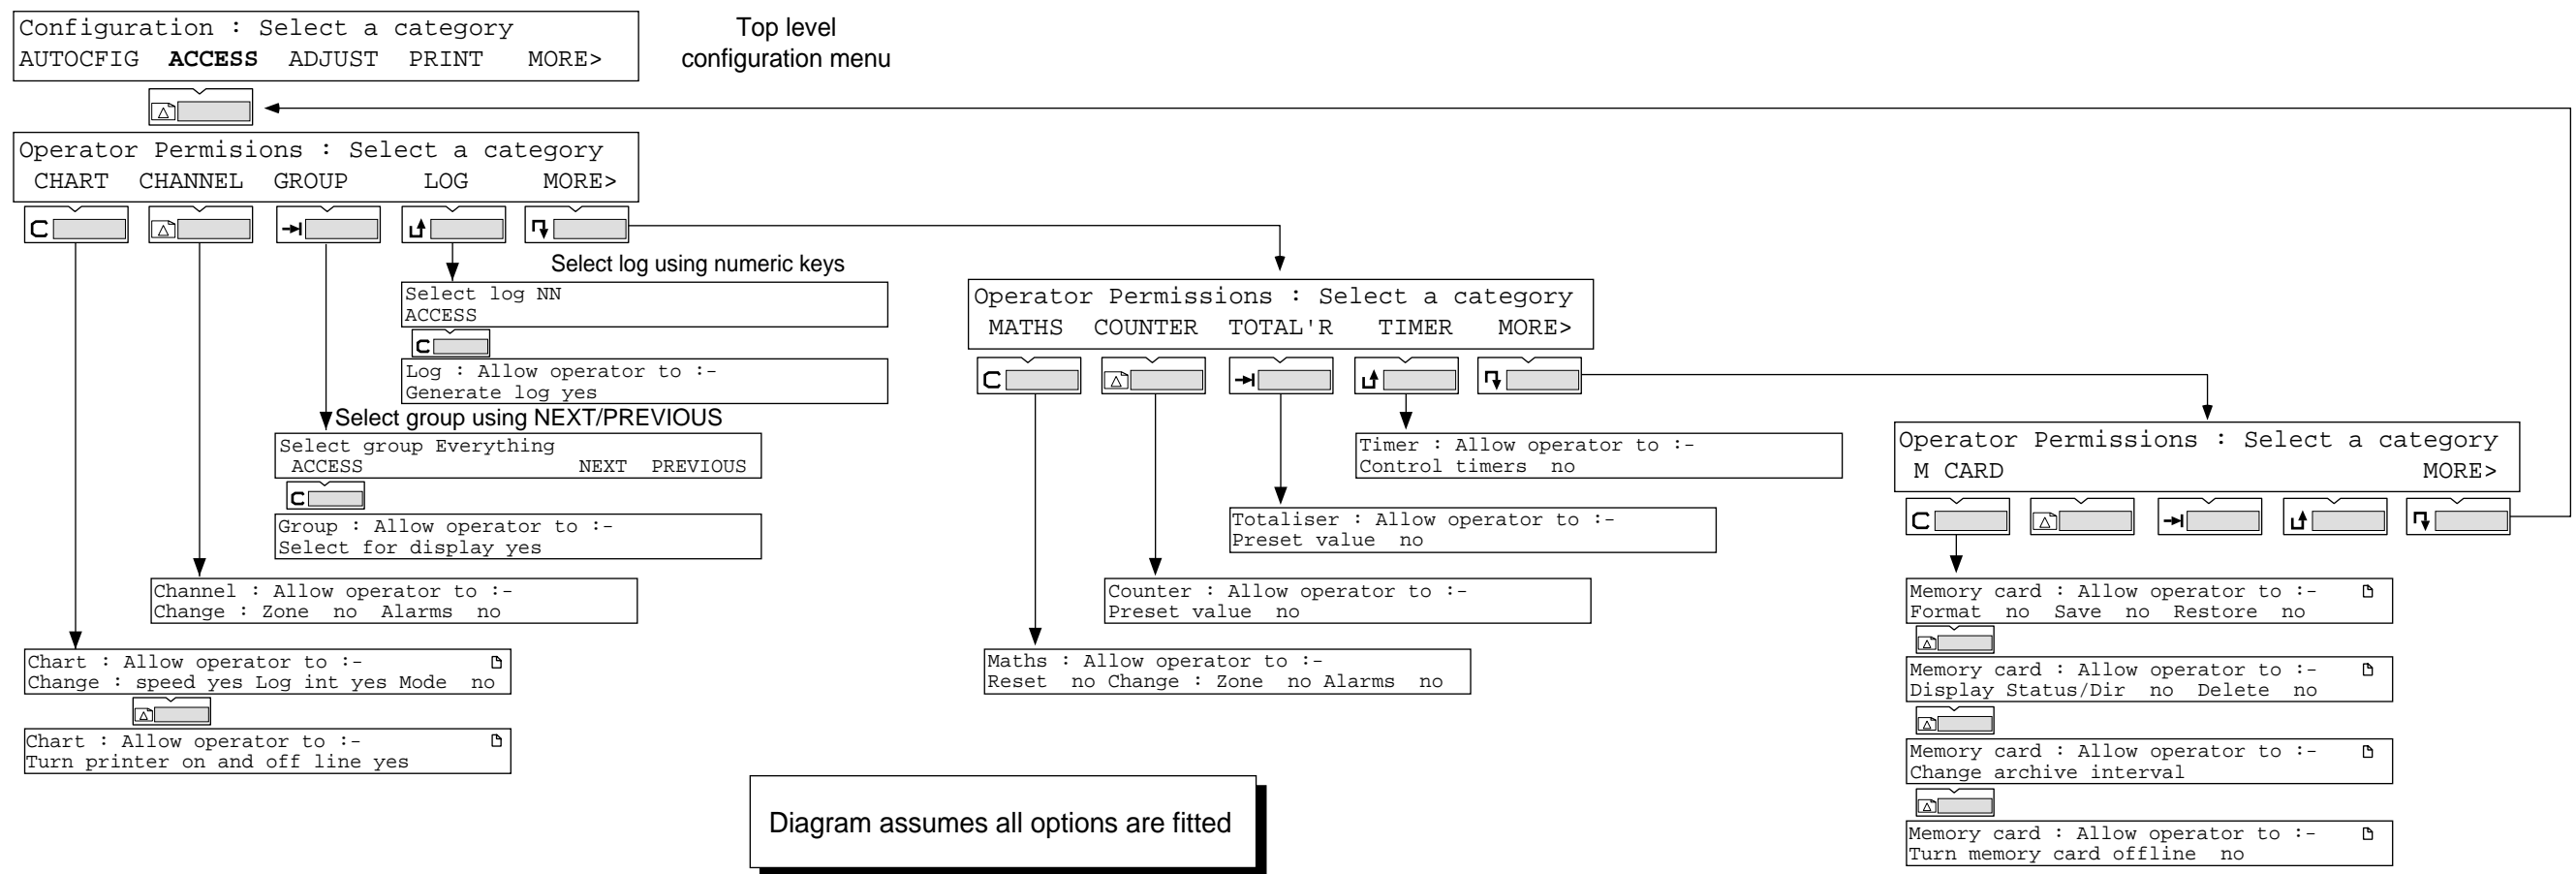 Configuration : Select a category
AUTOCFIG ACCESS ADJUST PRINT MORE>
Top level
configuration menu
Operator Permisions : Select a category
CHART CHANNEL GROUP LOG MORE>
C
C
Select log using numeric keys
Select log NN
ACCESS
C
Log : Allow operator to :-
Generate log yes
Select group using NEXT/PREVIOUS
Select group Everything
ACCESS NEXT PREVIOUS
C
Group : Allow operator to :-
Select for display yes
Channel : Allow operator to :-
Change : Zone no Alarms no
Chart : Allow operator to :-
Change : speed yes Log int yes Mode no
Chart : Allow operator to :-
Turn printer on and off line yes
Operator Permissions : Select a category
MATHS COUNTER TOTAL'R TIMER MORE>
Timer : Allow operator to :-
Control timers no
Totaliser : Allow operator to :-
Preset value no
Counter : Allow operator to :-
Preset value no
Maths : Allow operator to :-
Reset no Change : Zone no Alarms no
Operator Permissions : Select a category
M CARD MORE>
C
Memory card : Allow operator to :-
Format no Save no Restore no
Memory card : Allow operator to :-
Display Status/Dir no Delete no
Memory card : Allow operator to :-
Change archive interval
Memory card : Allow operator to :-
Turn memory card offline no
Diagram assumes all options are fitted